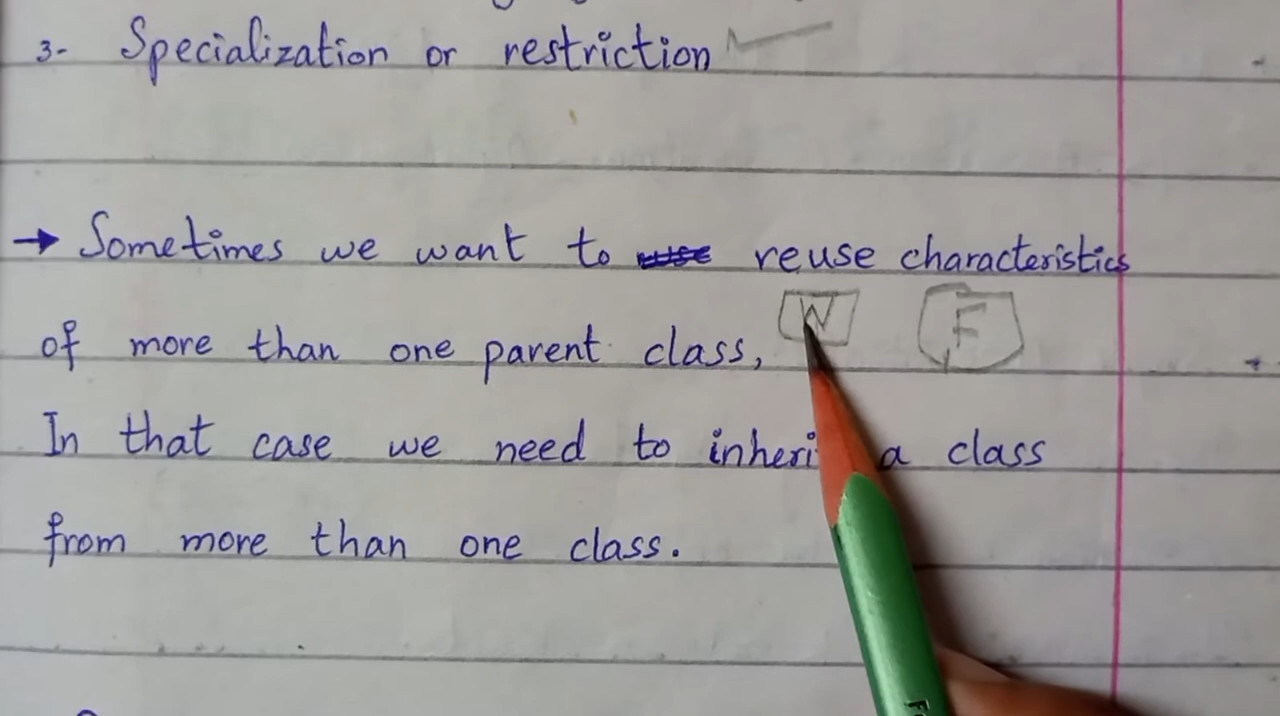 3- Specialization or restriction
→ Sometimes we want to reuse characteristics
W F
of more than one parent class,
In that case we need to inheri a class
from more than one class.